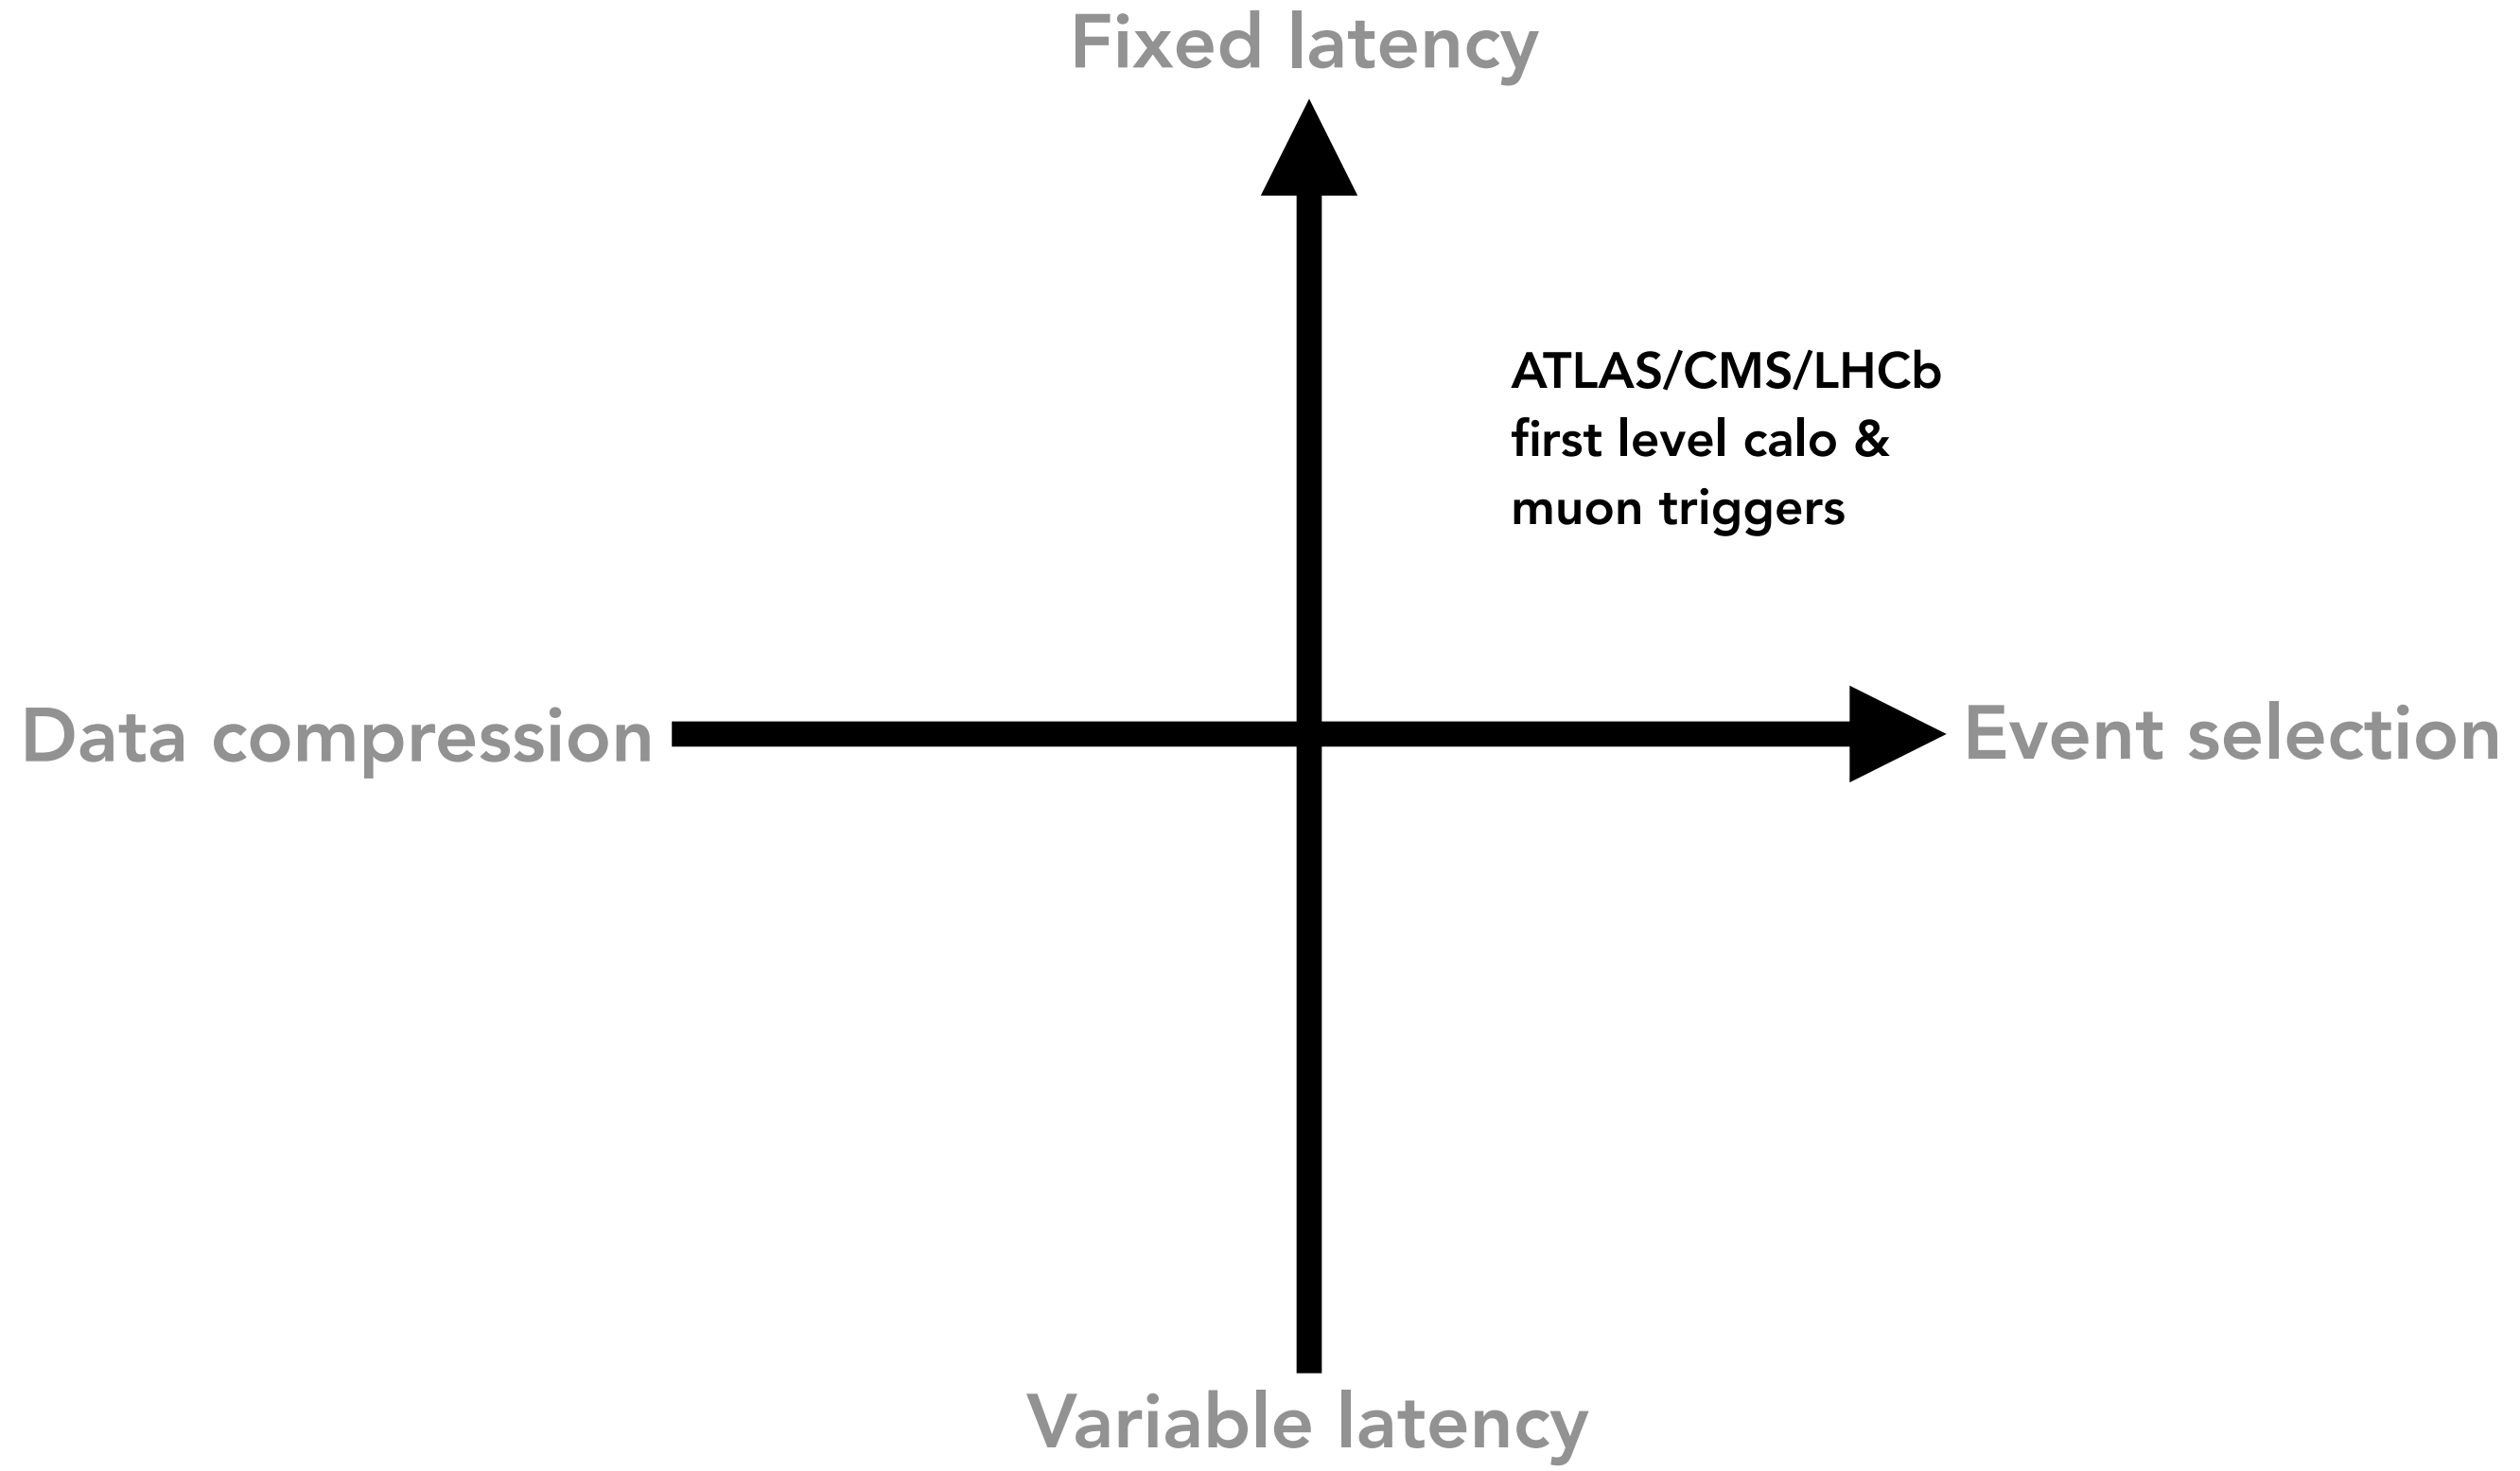 Fixed latency
ATLAS/CMS/LHCb
first level calo &
muon triggers
Data compression
Event selection
Variable latency